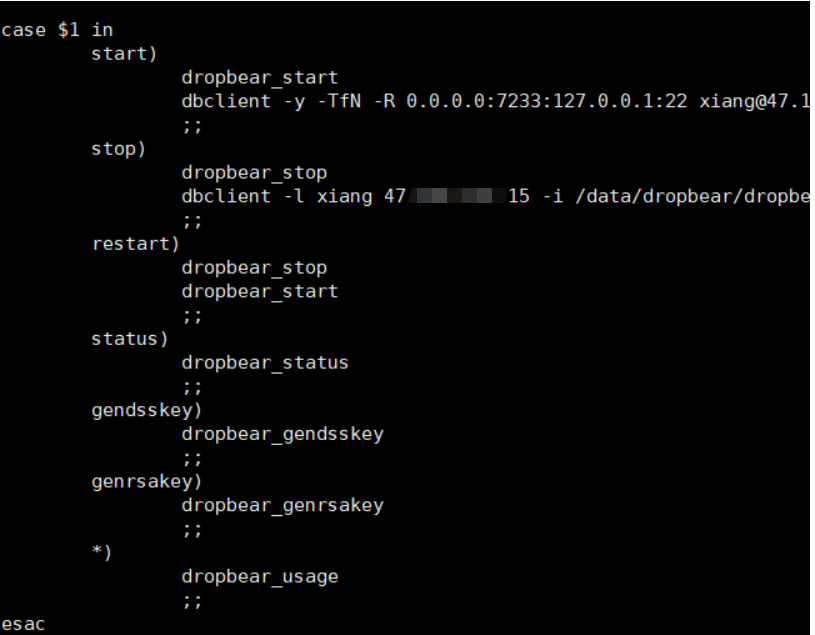 case $1 in
start)
dropbear_start
dbclient -y -TfN -R 0.0.0.0:7233:127.0.0.1:22 xiang@47.1
;;
stop)
dropbear_stop
dbclient -l xiang 47 15 -i /data/dropbear/dropbe
;;
restart)
dropbear_stop
dropbear_start
;;
status)
dropbear_status
;;
gendsskey)
dropbear_gendsskey
;;
genrsakey)
dropbear_genrsakey
;;
*)
dropbear_usage
;;
esac